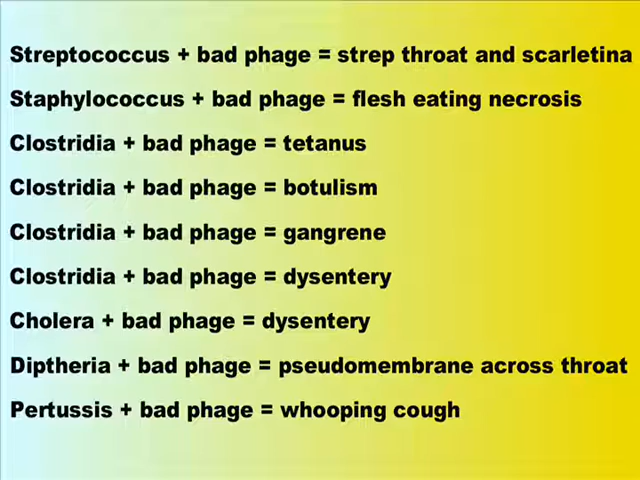 Streptococcus + bad phage = strep throat and scarletina
Staphylococcus + bad phage = flesh eating necrosis
Clostridia + bad phage = tetanus
Clostridia + bad phage = botulism
Clostridia + bad phage = gangrene
Clostridia + bad phage = dysentery
Cholera + bad phage = dysentery
Diptheria + bad phage = pseudomembrane across throat
Pertussis + bad phage = whooping cough